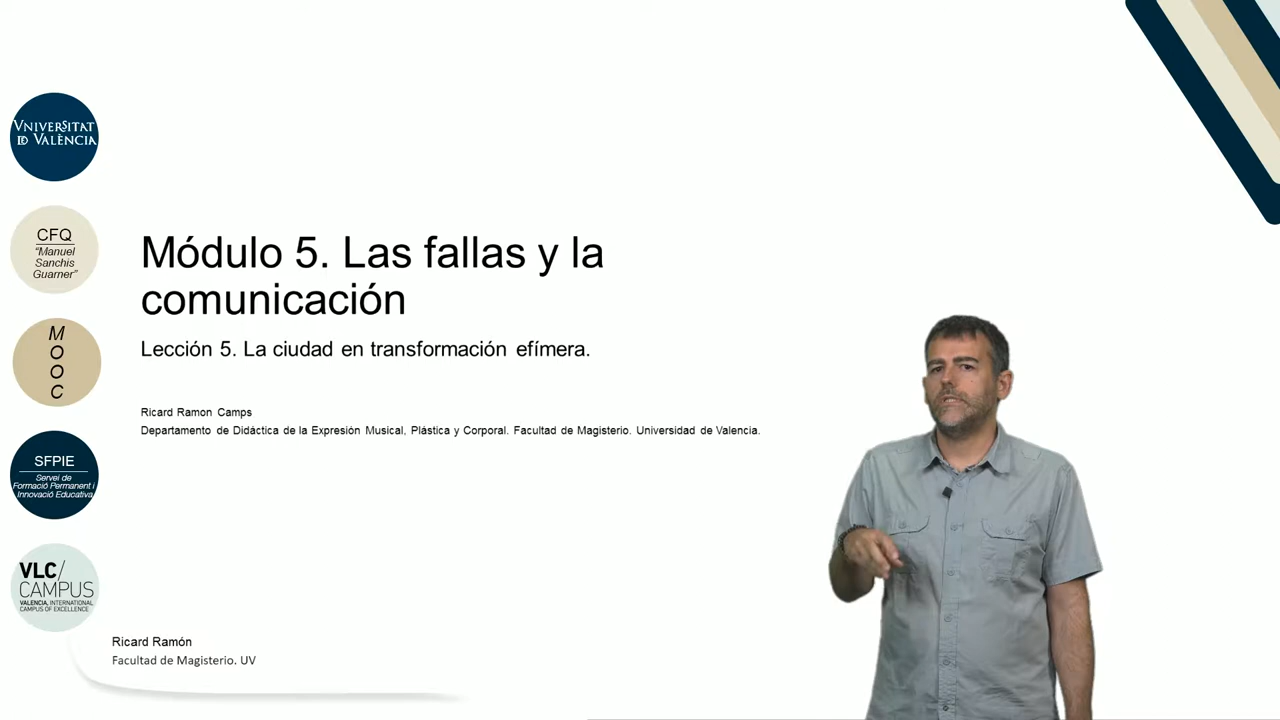 VNIVERSITAT
ID VALÈNCIA
CFQ
"Manuel
Sanchis
Guarner"
M
O
O
C
SFPIE
Servei de
Formació Permanent i
Innovació Educativa
VLC/
CAMPUS
VALENCIA, INTERNATIONAL
CAMPUS OF EXCELLENCE
Módulo 5. Las fallas y la
comunicación
Lección 5. La ciudad en transformación efímera.
Ricard Ramon Camps
Departamento de Didáctica de la Expresión Musical, Plástica y Corporal. Facultad de Magisterio. Universidad de Valencia.
Ricard Ramón
Facultad de Magisterio. UV